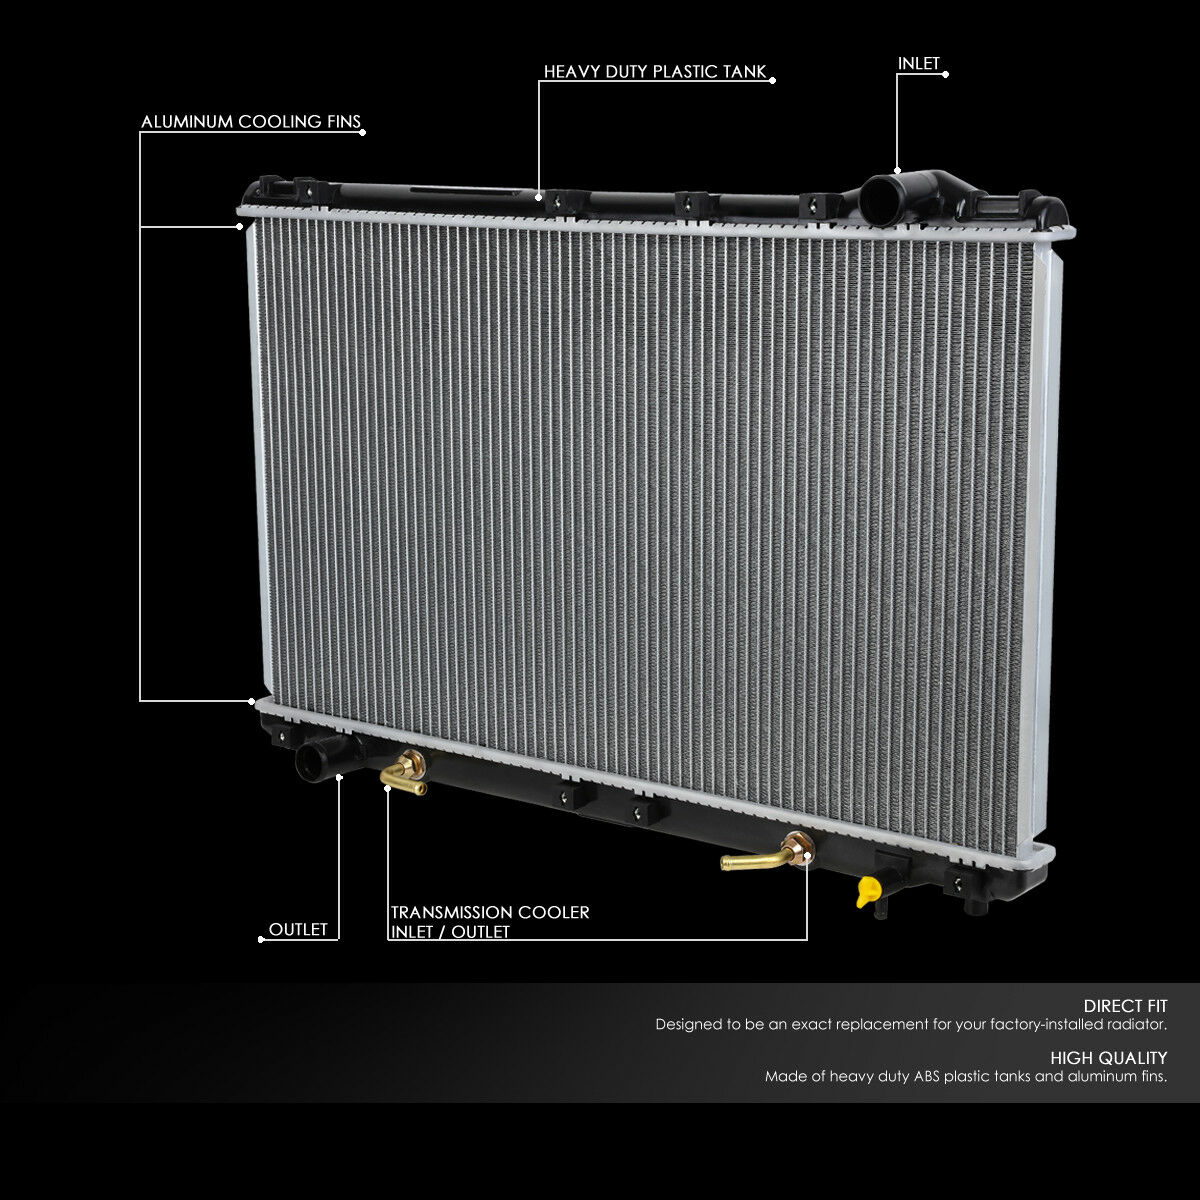 HEAVY DUTY PLASTIC TANK
INLET
ALUMINUM COOLING FINS
OUTLET
TRANSMISSION COOLER
INLET / OUTLET
DIRECT FIT
Designed to be an exact replacement for your factory-installed radiator.
HIGH QUALITY
Made of heavy duty ABS plastic tanks and aluminum fins.